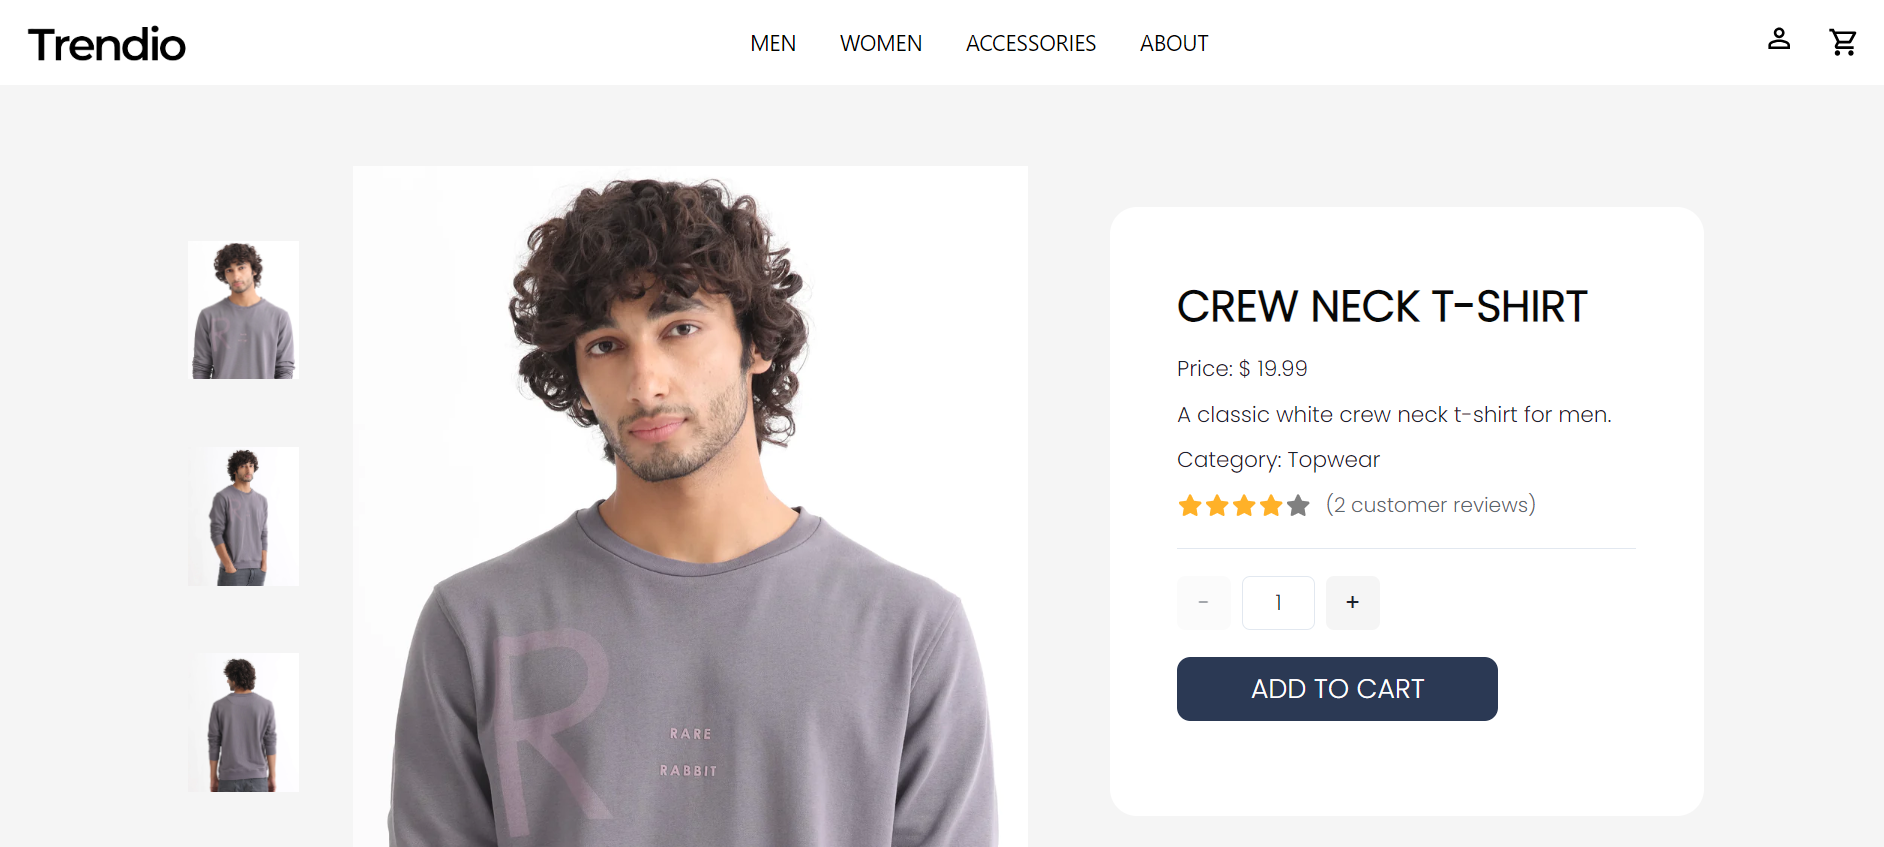 Trendio
MEN WOMEN ACCESSORIES ABOUT
CREW NECK T-SHIRT
Price: $ 19.99
A classic white crew neck t-shirt for men.
Category: Topwear
(2 customer reviews)
- 1 +
ADD TO CART
R
RARE
RABBIT